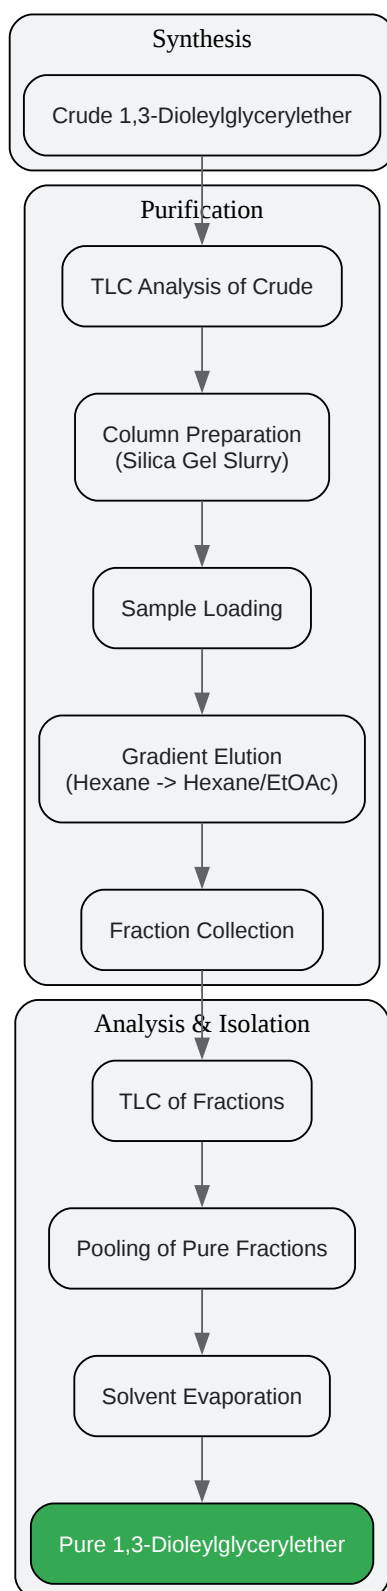 Synthesis
Crude 1,3-Dioleylglycerylether
Purification
TLC Analysis of Crude
Column Preparation
(Silica Gel Slurry)
Sample Loading
Gradient Elution
(Hexane -> Hexane/EtOAc)
Fraction Collection
Analysis & Isolation
TLC of Fractions
Pooling of Pure Fractions
Solvent Evaporation
Pure 1,3-Dioleylglycerylether